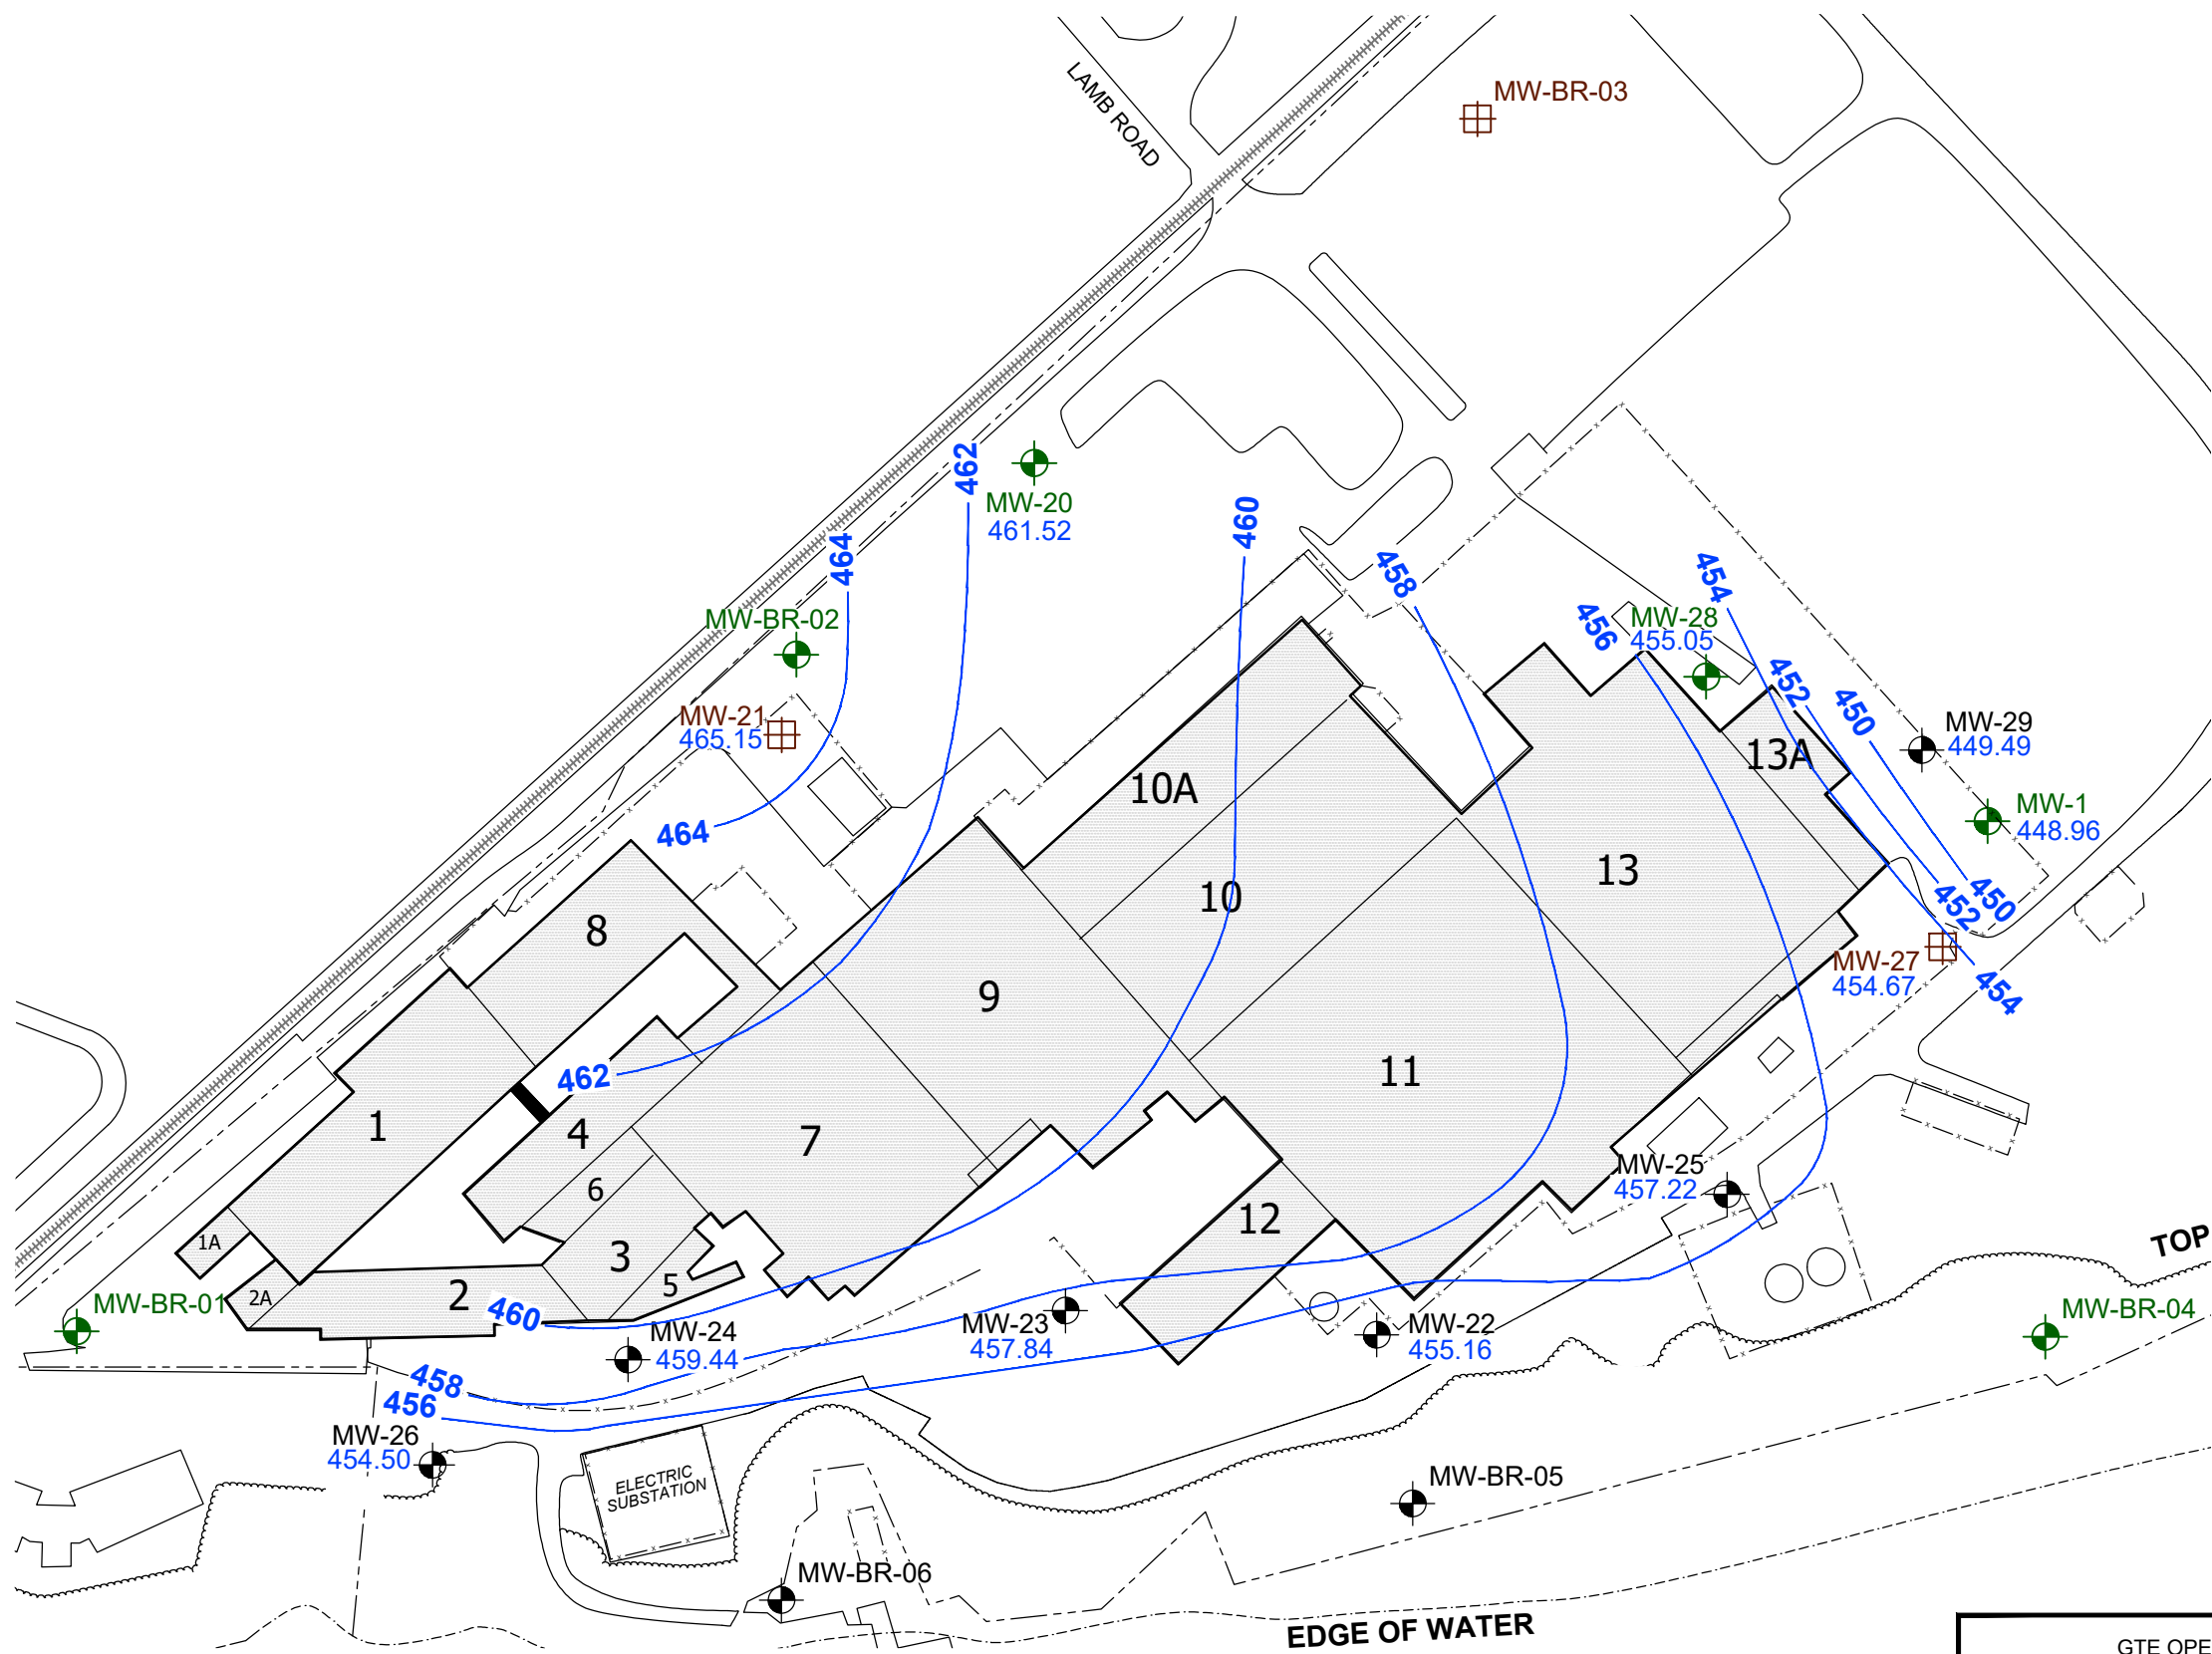 LAMB ROAD
MW-BR-03
462
MW-20
461.52
464
460
458
454
456
MW-28
455.05
MW-BR-02
452
450
MW-21
465.15
MW-29
449.49
13A
10A
MW-1
448.96
464
10
13
8
450
452
MW-27
454.67
454
9
462
11
1
4
7
6
MW-25
457.22
12
1A
3
5
2A
2
TOP
MW-BR-01
460
MW-BR-04
MW-24
459.44
MW-23
457.84
MW-22
455.16
458
456
MW-26
454.50
ELECTRIC
SUBSTATION
MW-BR-05
MW-BR-06
EDGE OF WATER
GTE OPE